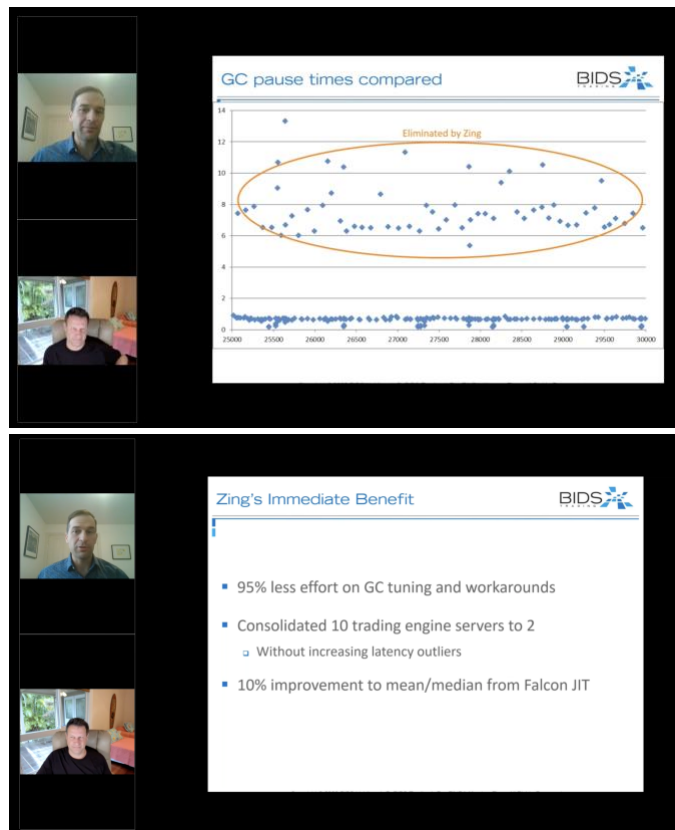 GC pause times compared
BIDS
TRADING
14
Eliminated by Zing
12
10
8
6
4
2
0
25000 25500 26000 26500 27000 27500 28000 28500 29000 29500 30000
Zing's Immediate Benefit
BIDS
TRADING
95% less effort on GC tuning and workarounds
Consolidated 10 trading engine servers to 2
Without increasing latency outliers
10% improvement to mean/median from Falcon JIT